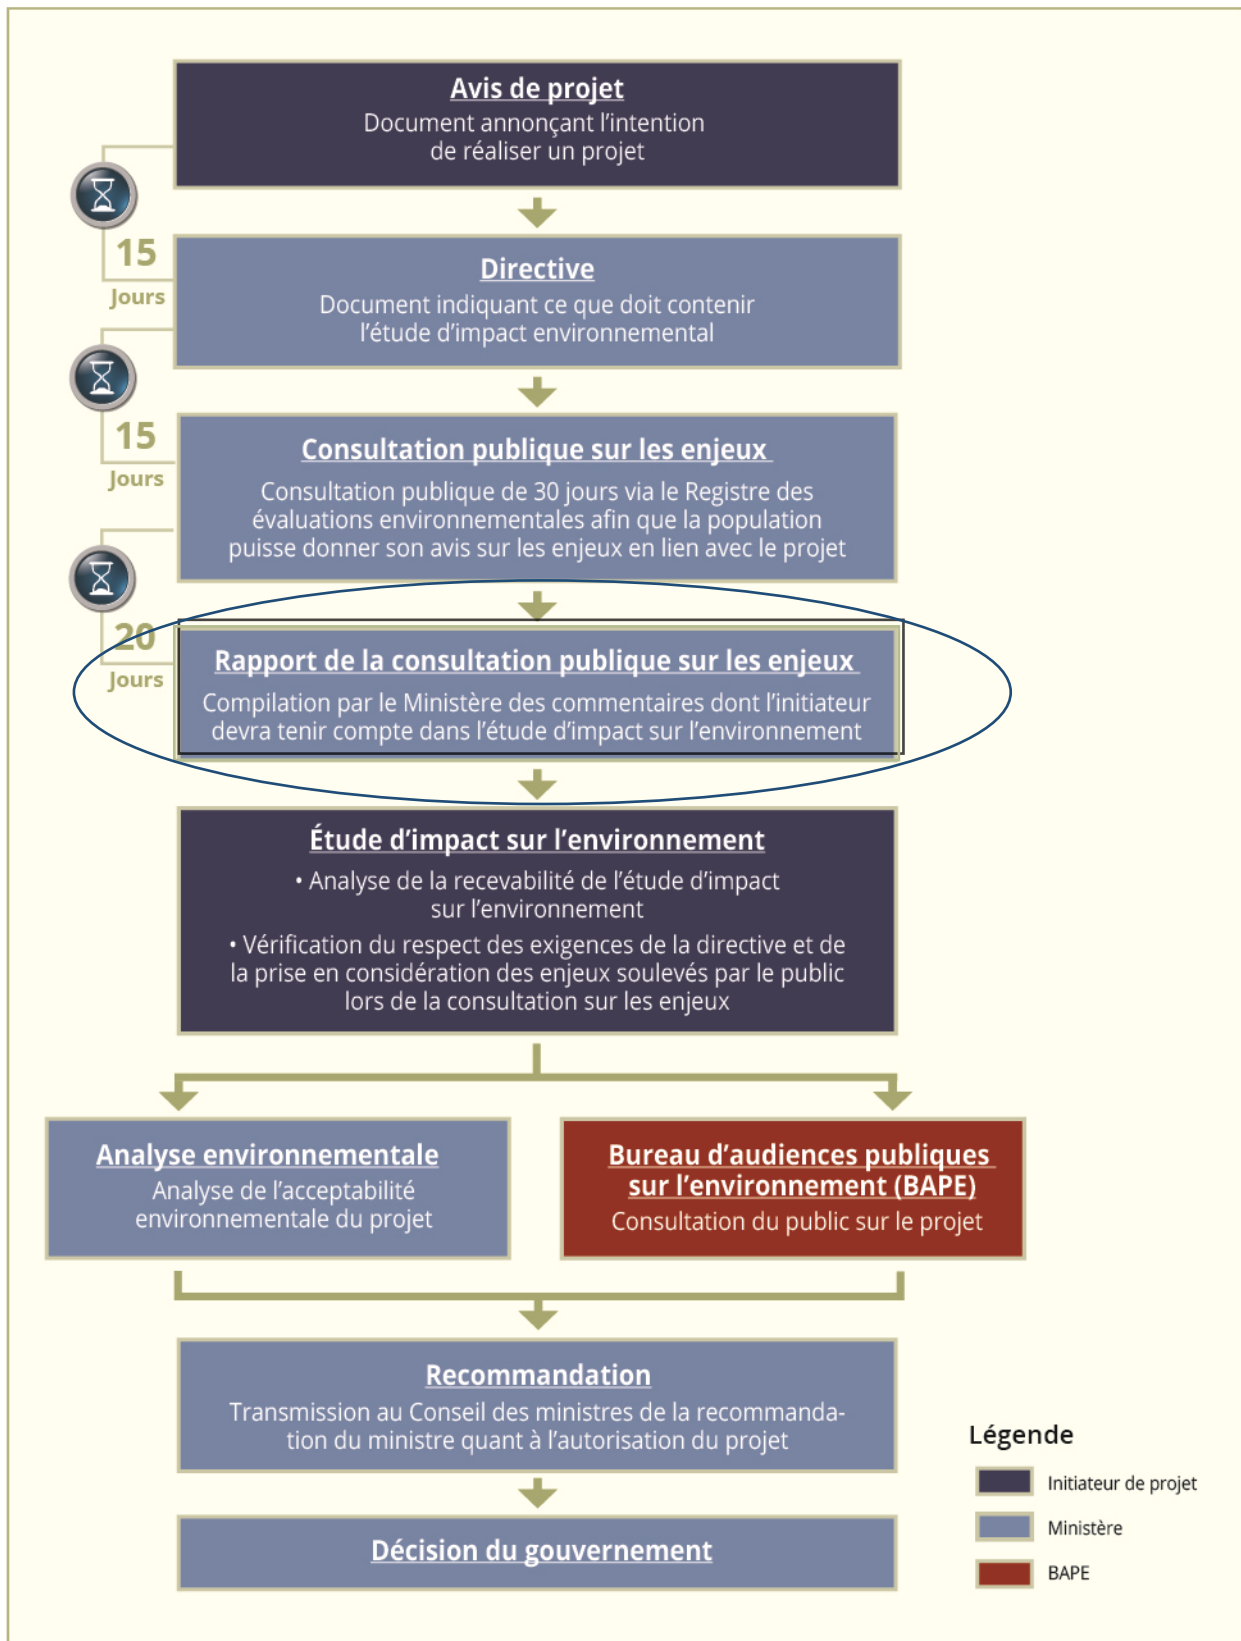 Avis de projet
Document annonçant l’intention
de réaliser un projet
15
Jours
Directive
Document indiquant ce que doit contenir
l’étude d’impact environnemental
15
Jours
Consultation publique sur les enjeux
Consultation publique de 30 jours via le Registre des
évaluations environnementales afin que la population
puisse donner son avis sur les enjeux en lien avec le projet
20
Jours
Rapport de la consultation publique sur les enjeux
Compilation par le Ministère des commentaires dont l’initiateur
devra tenir compte dans l’étude d’impact sur l’environnement
Étude d’impact sur l’environnement
• Analyse de la recevabilité de l’étude d’impact
sur l’environnement
• Vérification du respect des exigences de la directive et de
la prise en considération des enjeux soulevés par le public
lors de la consultation sur les enjeux
Analyse environnementale
Analyse de l’acceptabilité
environnementale du projet
Bureau d’audiences publiques
sur l’environnement (BAPE)
Consultation du public sur le projet
Recommandation
Transmission au Conseil des ministres de la recommanda-
tion du ministre quant à l’autorisation du projet
Décision du gouvernement
Légende
Initiateur de projet
Ministère
BAPE